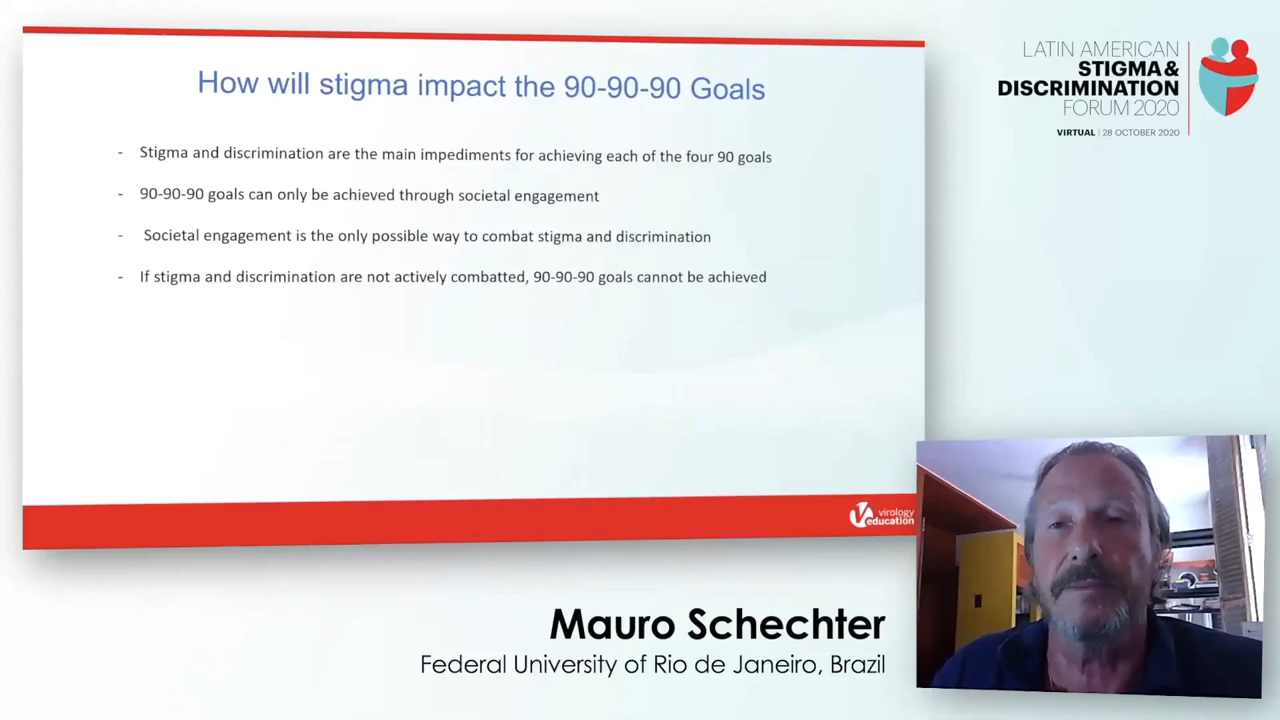 How will stigma impact the 90-90-90 Goals
- Stigma and discrimination are the main impediments for achieving each of the four 90 goals
- 90-90-90 goals can only be achieved through societal engagement
- Societal engagement is the only possible way to combat stigma and discrimination
- If stigma and discrimination are not actively combatted, 90-90-90 goals cannot be achieved
virology
education
LATIN AMERICAN
STIGMA &
DISCRIMINATION
FORUM 2020
VIRTUAL | 28 OCTOBER 2020
Mauro Schechter
Federal University of Rio de Janeiro, Brazil